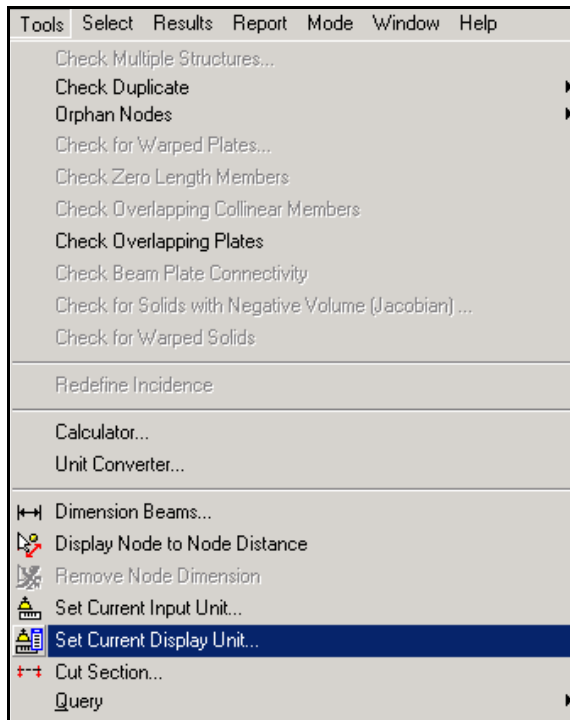 Tools Select Results Report Mode Window Help
Check Multiple Structures...
Check Duplicate
Orphan Nodes
Check for Warped Plates...
Check Zero Length Members
Check Overlapping Collinear Members
Check Overlapping Plates
Check Beam Plate Connectivity
Check for Solids with Negative Volume (Jacobian) ...
Check for Warped Solids
Redefine Incidence
Calculator...
Unit Converter...
Dimension Beams...
Display Node to Node Distance
Remove Node Dimension
Set Current Input Unit...
Set Current Display Unit...
Cut Section...
Query